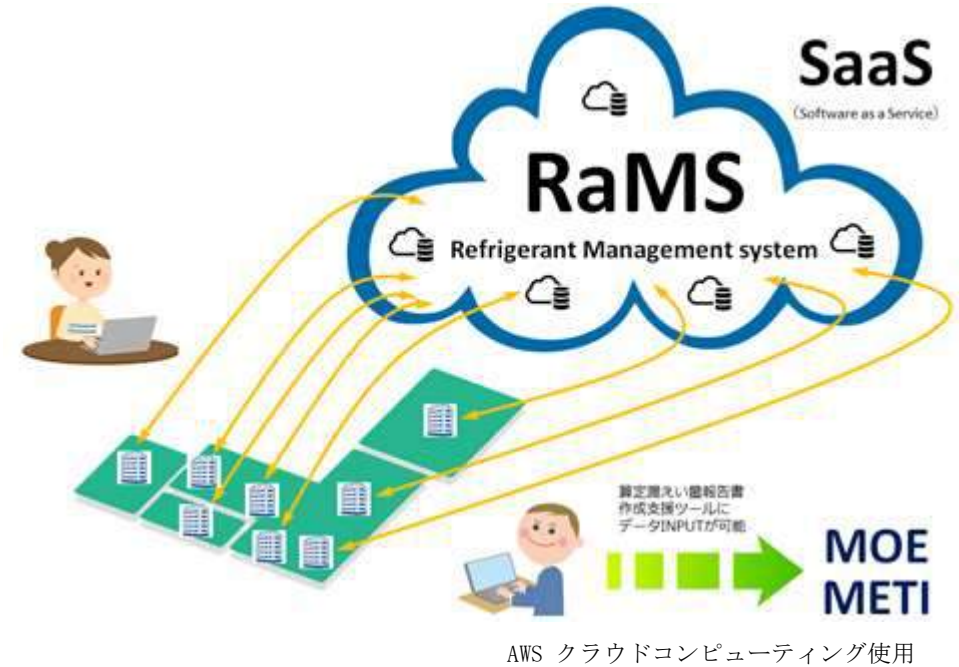 SaaS
(Software as a Service)
RaMS
Refrigerant Management system
算定漏えい量報告書
作成支援ツールに
データINPUTが可能
MOE
METI
AWS クラウドコンピューティング使用